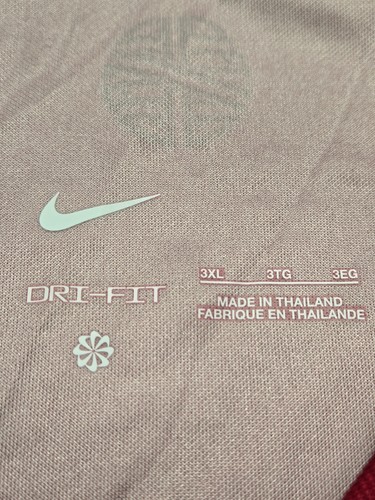 DRI-FIT
3XL 3TG 3EG
MADE IN THAILAND
FABRIQUE EN THAILANDE